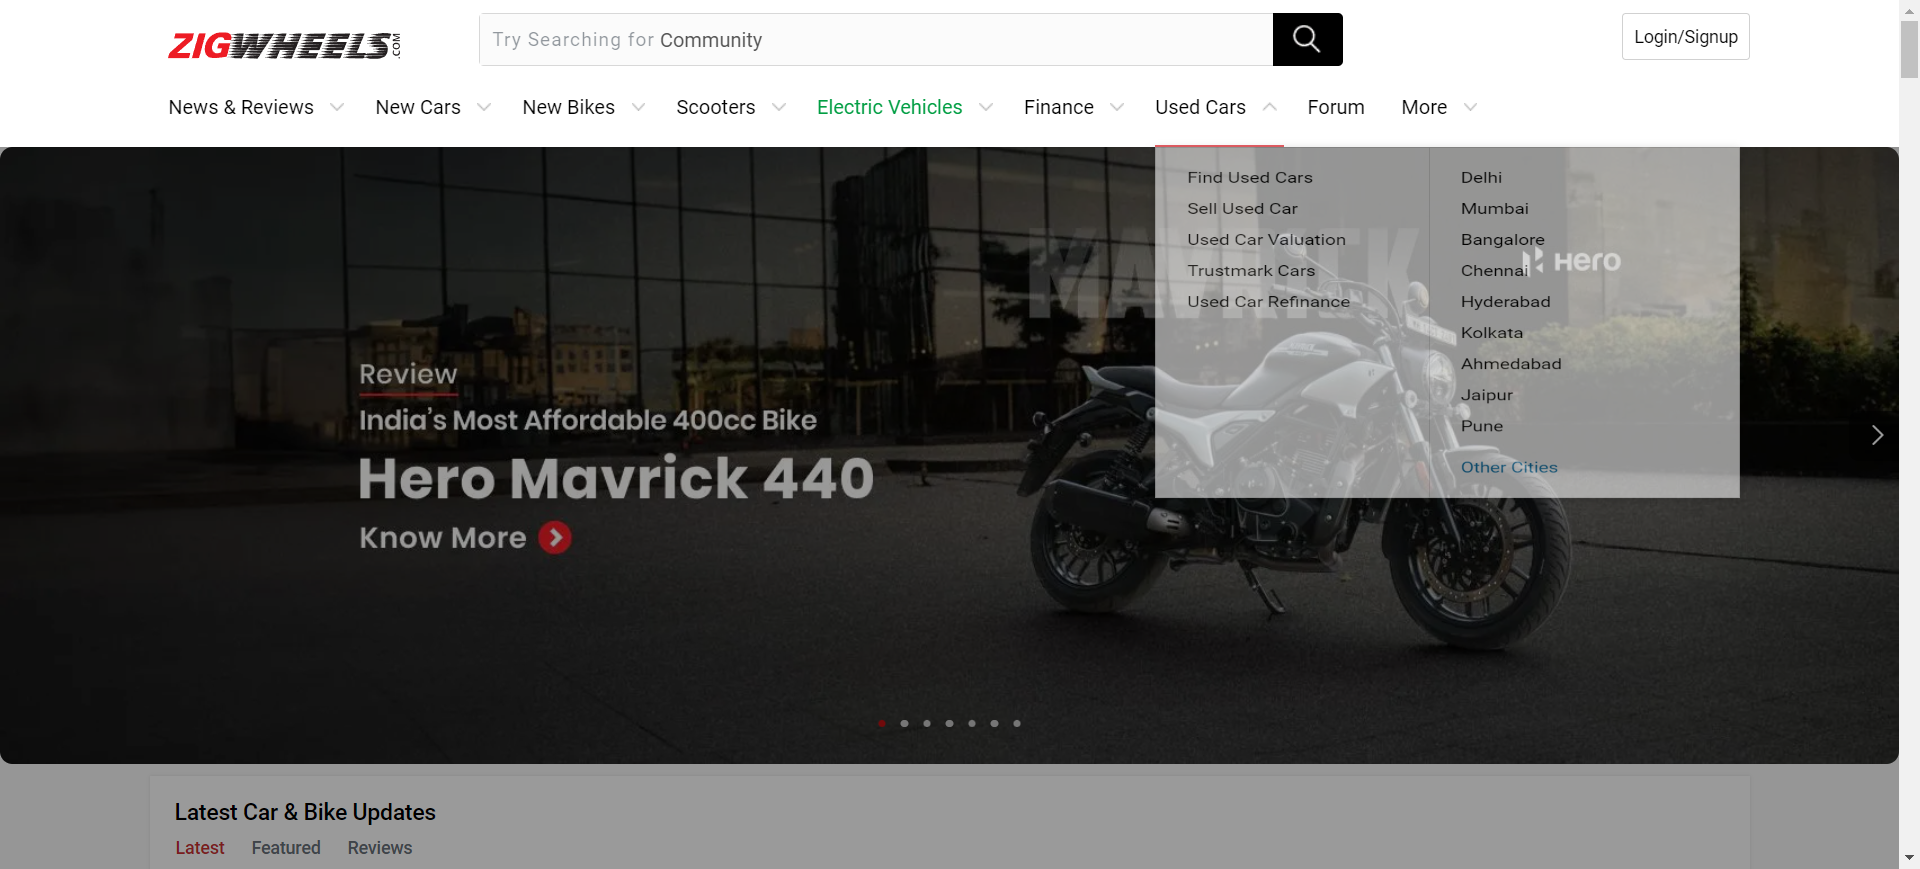 ZIGWHEELS.COM
Try Searching for Community
Login/Signup
News & Reviews
New Cars
New Bikes
Scooters
Electric Vehicles
Finance
Used Cars
Forum
More
Find Used Cars
Sell Used Car
Used Car Valuation
Trustmark Cars
Used Car Refinance
Delhi
Mumbai
Bangalore
Chennai
Hyderabad
Kolkata
Ahmedabad
Jaipur
Pune
Other Cities
MAVRICK
Hero
Review
India's Most Affordable 400cc Bike
Hero Mavrick 440
Know More
Latest Car & Bike Updates
Latest
Featured
Reviews